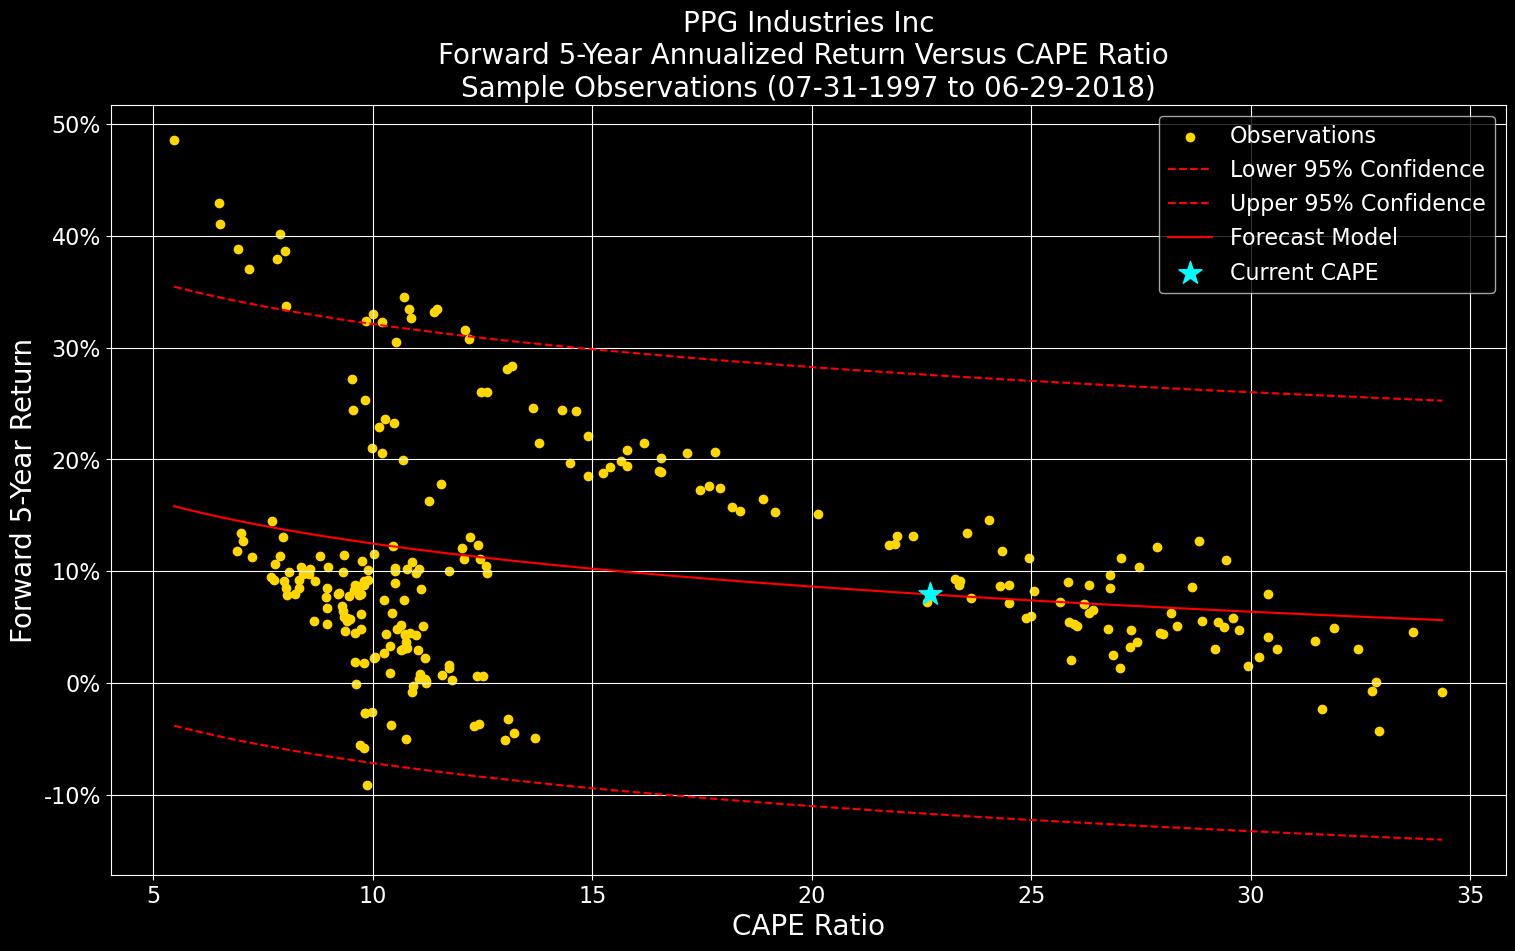 PPG Industries Inc
Forward 5-Year Annualized Return Versus CAPE Ratio
Sample Observations (07-31-1997 to 06-29-2018)
Observations
Lower 95% Confidence
Upper 95% Confidence
Forecast Model
Current CAPE
Forward 5-Year Return
50%
40%
30%
20%
10%
0%
-10%
5 10 15 20 25 30 35
CAPE Ratio